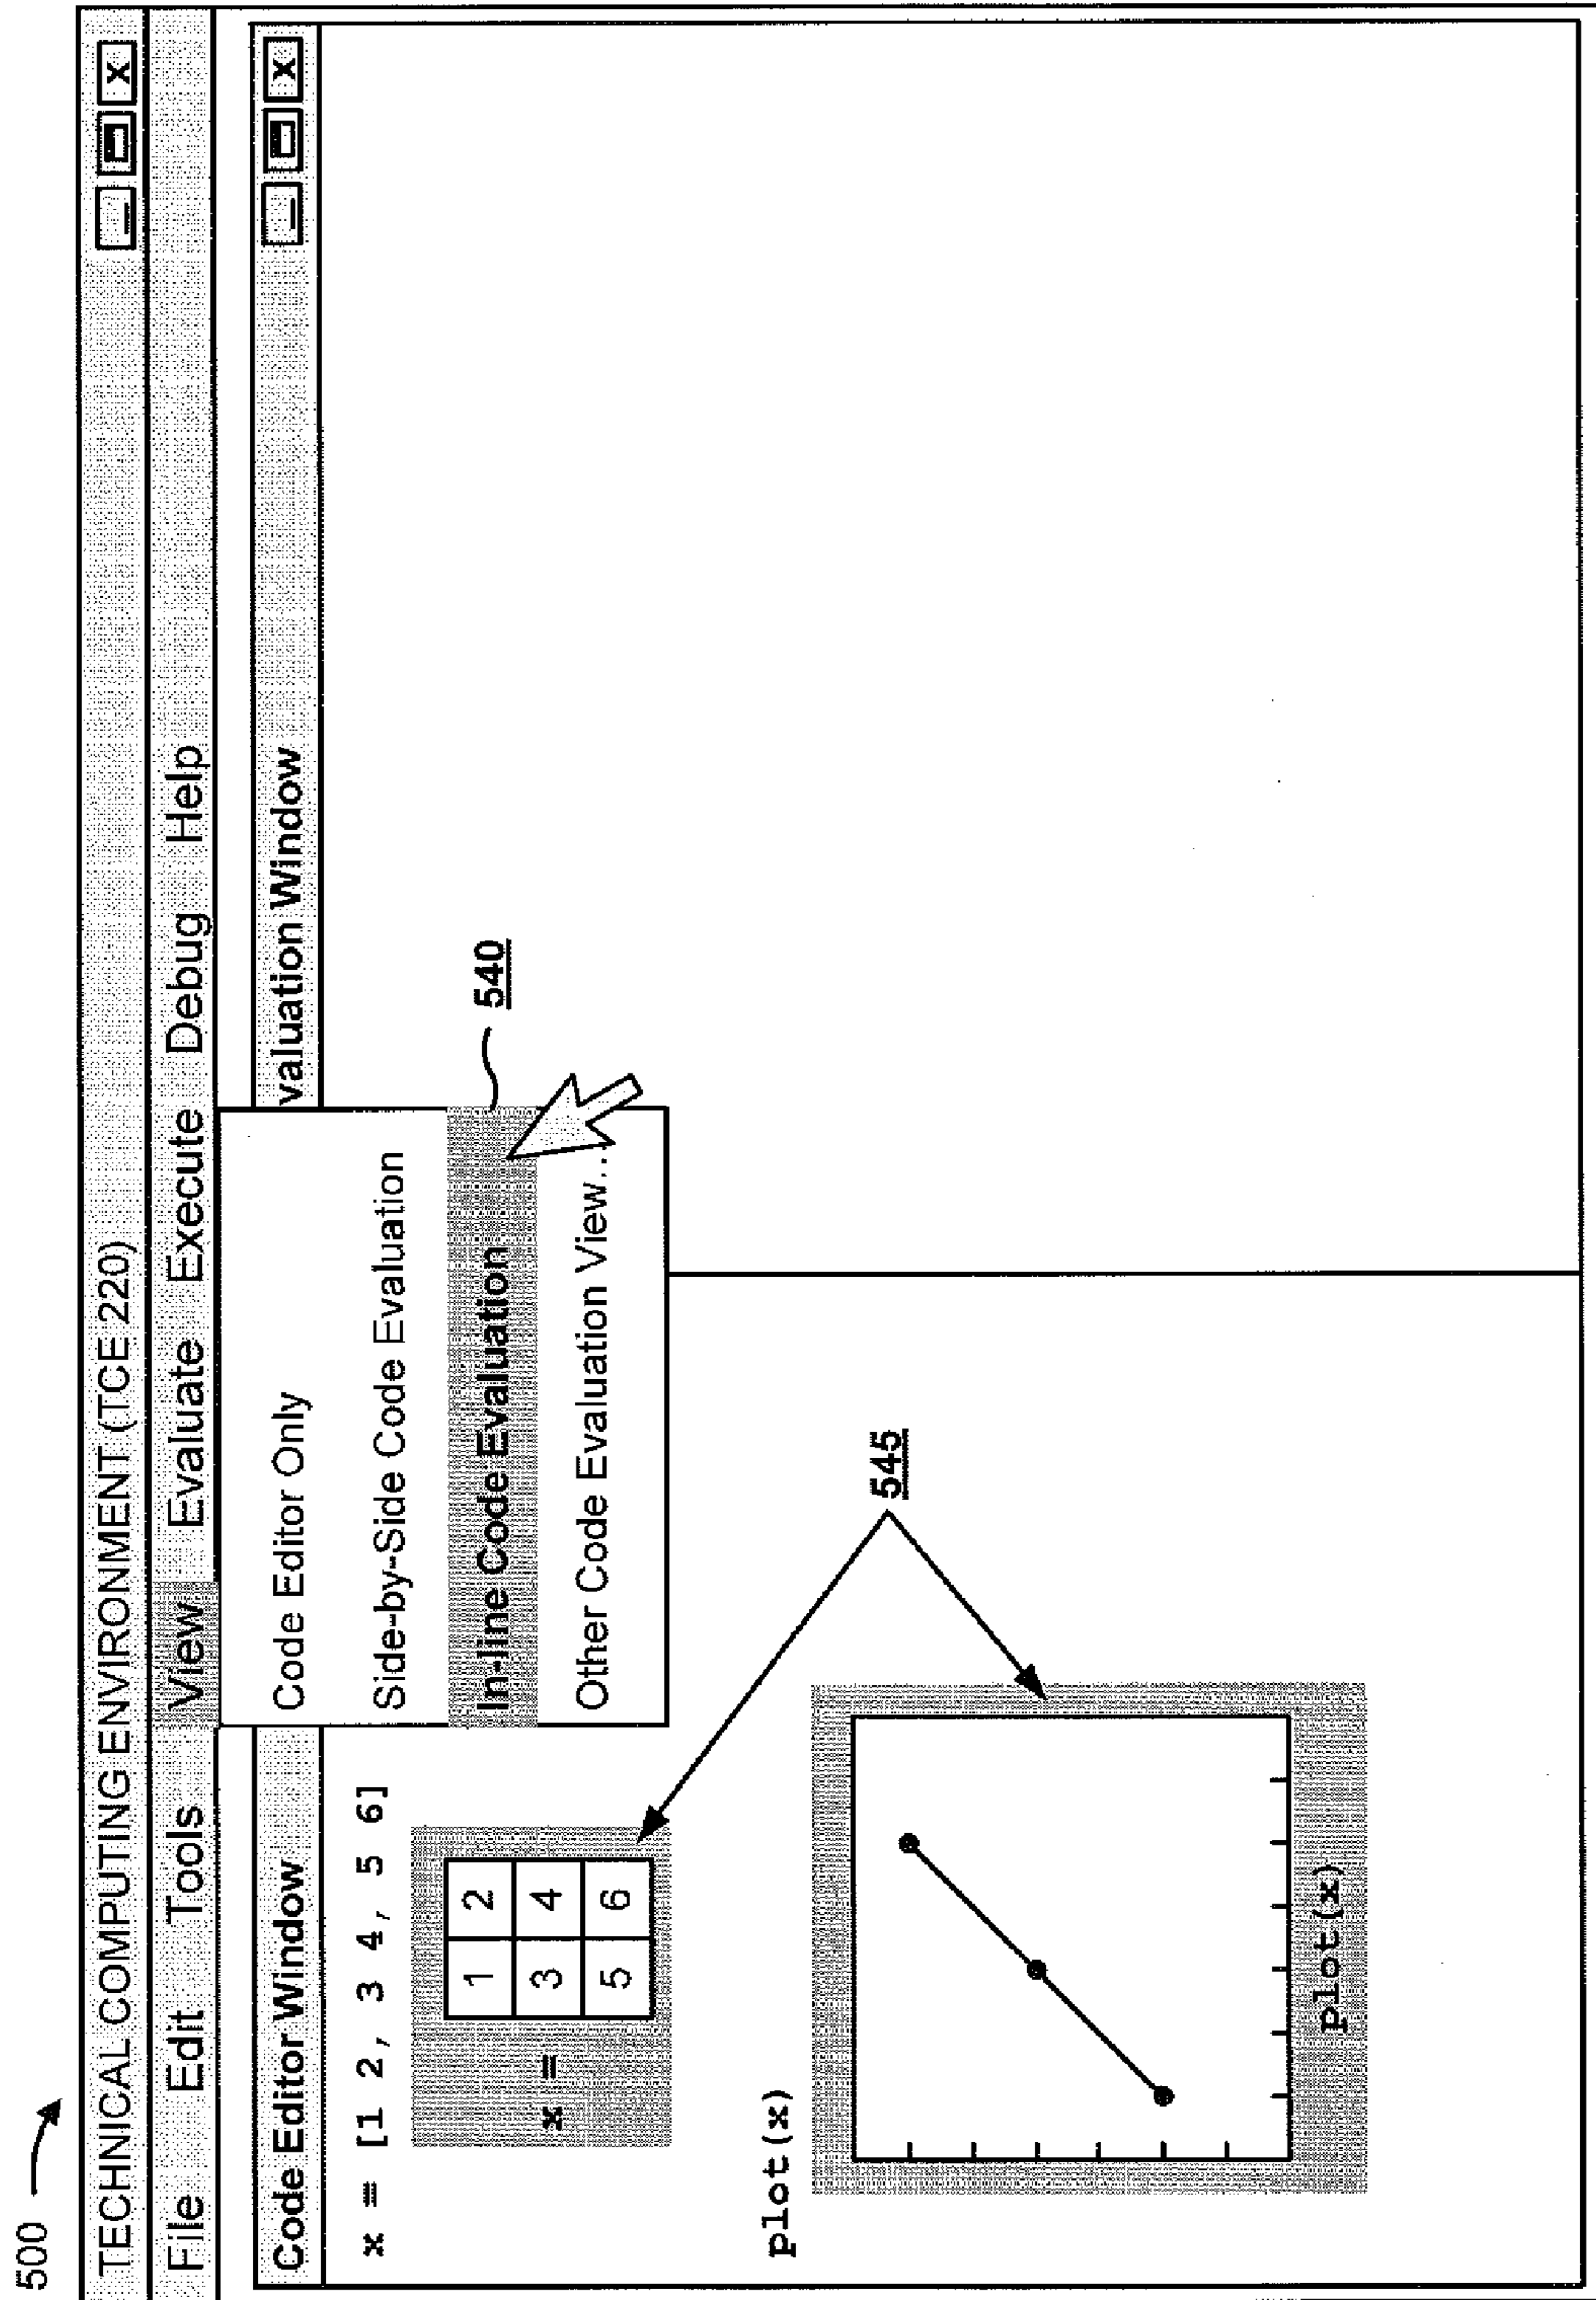 500
TECHNICAL COMPUTING ENVIRONMENT (TCE 220)
File Edit Tools View Evaluate Execute Debug Help
Code Editor Window
valuation Window
Code Editor Only
Side-by-Side Code Evaluation
In-line Code Evaluation
Other Code Evaluation View...
540
x = [1 2, 3 4, 5 6]
x =
1 2
3 4
5 6
545
plot(x)
plot(x)